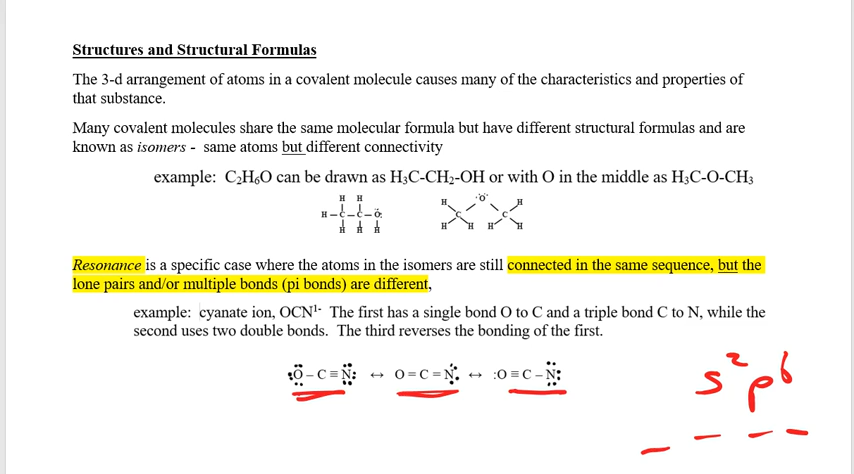 Structures and Structural Formulas
The 3-d arrangement of atoms in a covalent molecule causes many of the characteristics and properties of
that substance.
Many covalent molecules share the same molecular formula but have different structural formulas and are
known as isomers - same atoms but different connectivity
example: C₂H₆O can be drawn as H₃C-CH₂-OH or with O in the middle as H₃C-O-CH₃
H H
H – C – C – O:
H H H
H O H
C C
H H H H
Resonance is a specific case where the atoms in the isomers are still connected in the same sequence, but the
lone pairs and/or multiple bonds (pi bonds) are different,
example: cyanate ion, OCN¹⁻ The first has a single bond O to C and a triple bond C to N, while the
second uses two double bonds. The third reverses the bonding of the first.
:O – C ≡ N: ↔ O = C = N: ↔ :O ≡ C – N:
s² p⁶